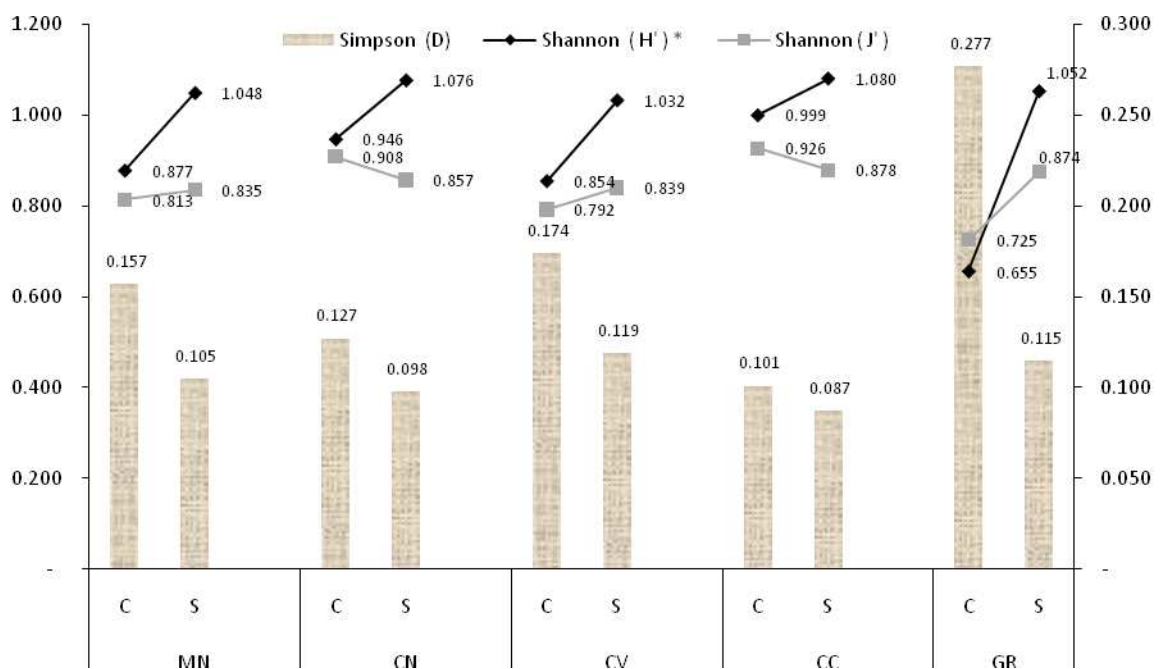 1.200 0.300
Simpson (D) Shannon (H') * Shannon (J')
0.277
1.048 1.076 1.032 1.080 1.052
1.000 0.250
0.946 0.999
0.877 0.908 0.854 0.926 0.874
0.813 0.835 0.857 0.792 0.839 0.878
0.800 0.200
0.174 0.725
0.157 0.655
0.600 0.150
0.127
0.105 0.119 0.115
0.098 0.101
0.400 0.087 0.100
0.200 0.050
- -
C S C S C S C S C S
MN CN CV CC GR